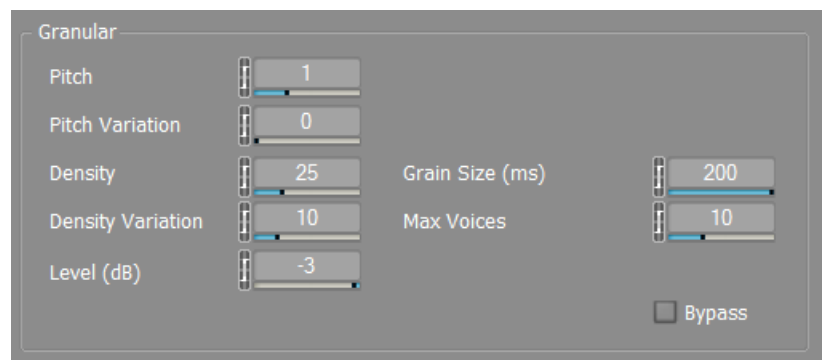 Granular
Pitch 1
Pitch Variation 0
Density 25 Grain Size (ms) 200
Density Variation 10 Max Voices 10
Level (dB) -3
Bypass